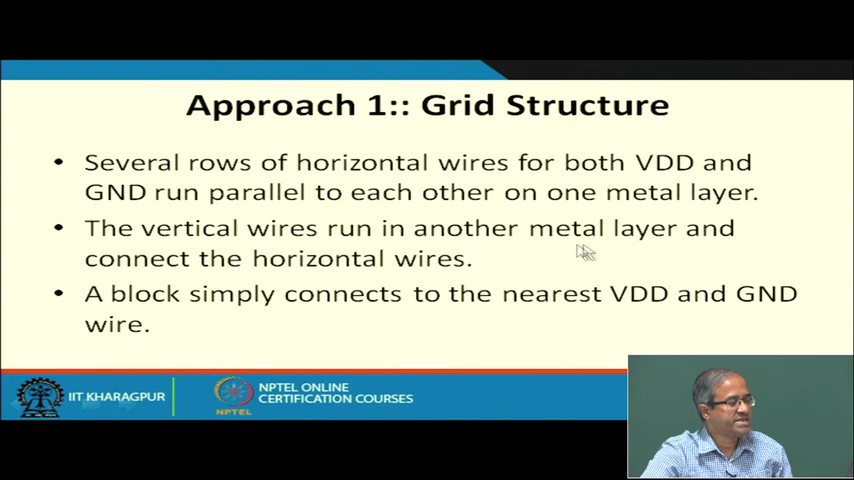 Approach 1:: Grid Structure
• Several rows of horizontal wires for both VDD and
GND run parallel to each other on one metal layer.
• The vertical wires run in another metal layer and
connect the horizontal wires.
• A block simply connects to the nearest VDD and GND
wire.
IIT KHARAGPUR
NPTEL
NPTEL ONLINE
CERTIFICATION COURSES